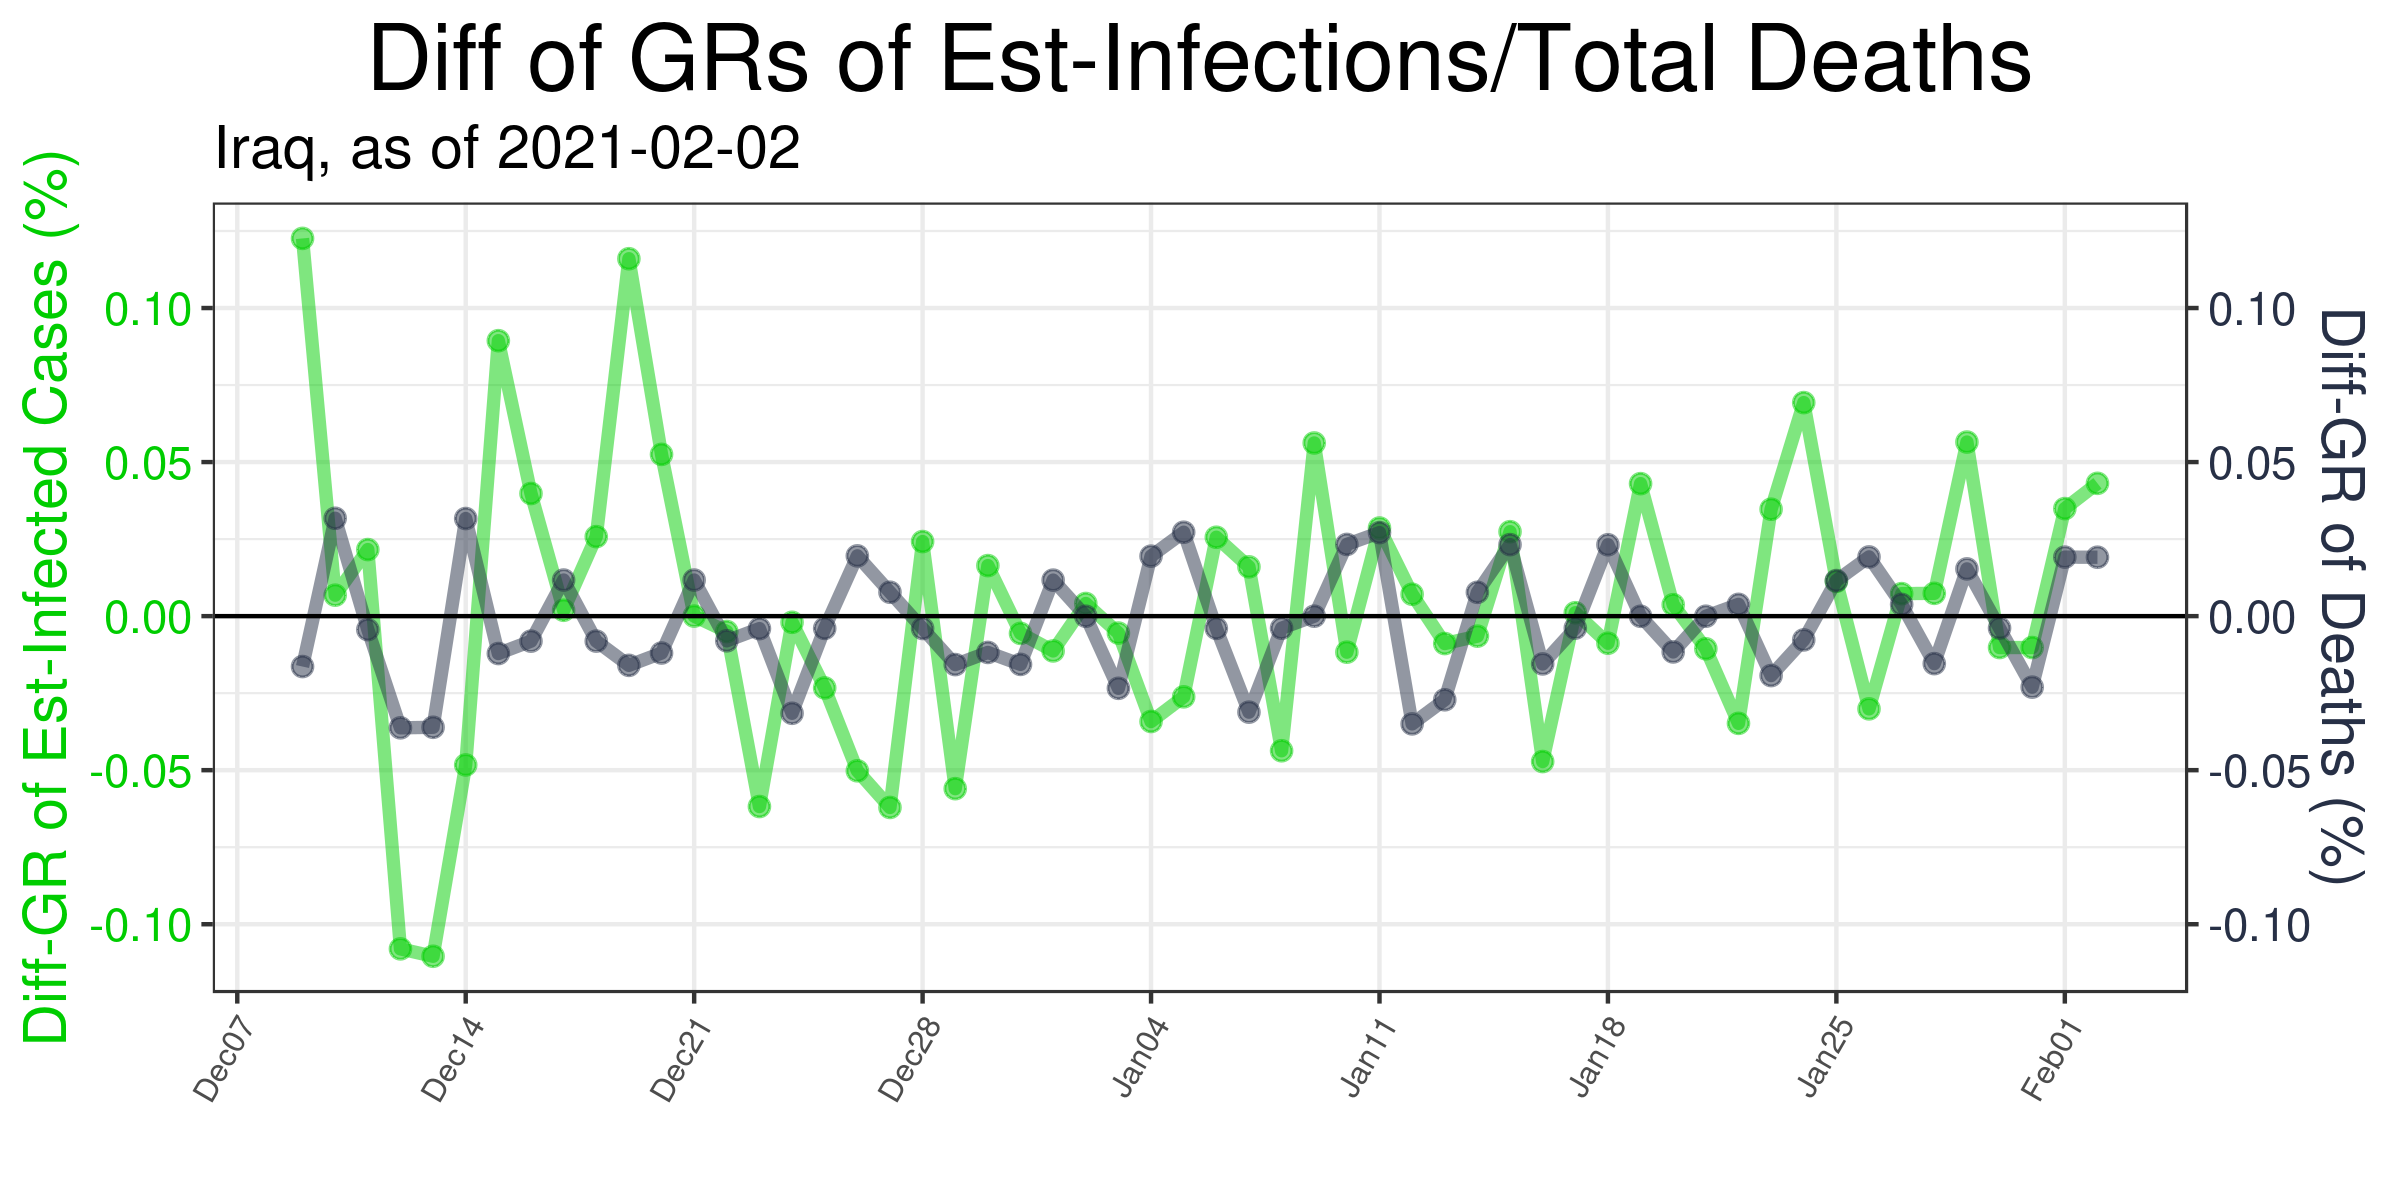 Diff of GRs of Est-Infections/Total Deaths
Iraq, as of 2021-02-02
Diff-GR of Est-Infected Cases (%)
0.10
0.05
0.00
-0.05
-0.10
0.10
0.05
0.00
-0.05
-0.10
Diff-GR of Deaths (%)
Dec07
Dec14
Dec21
Dec28
Jan04
Jan11
Jan18
Jan25
Feb01